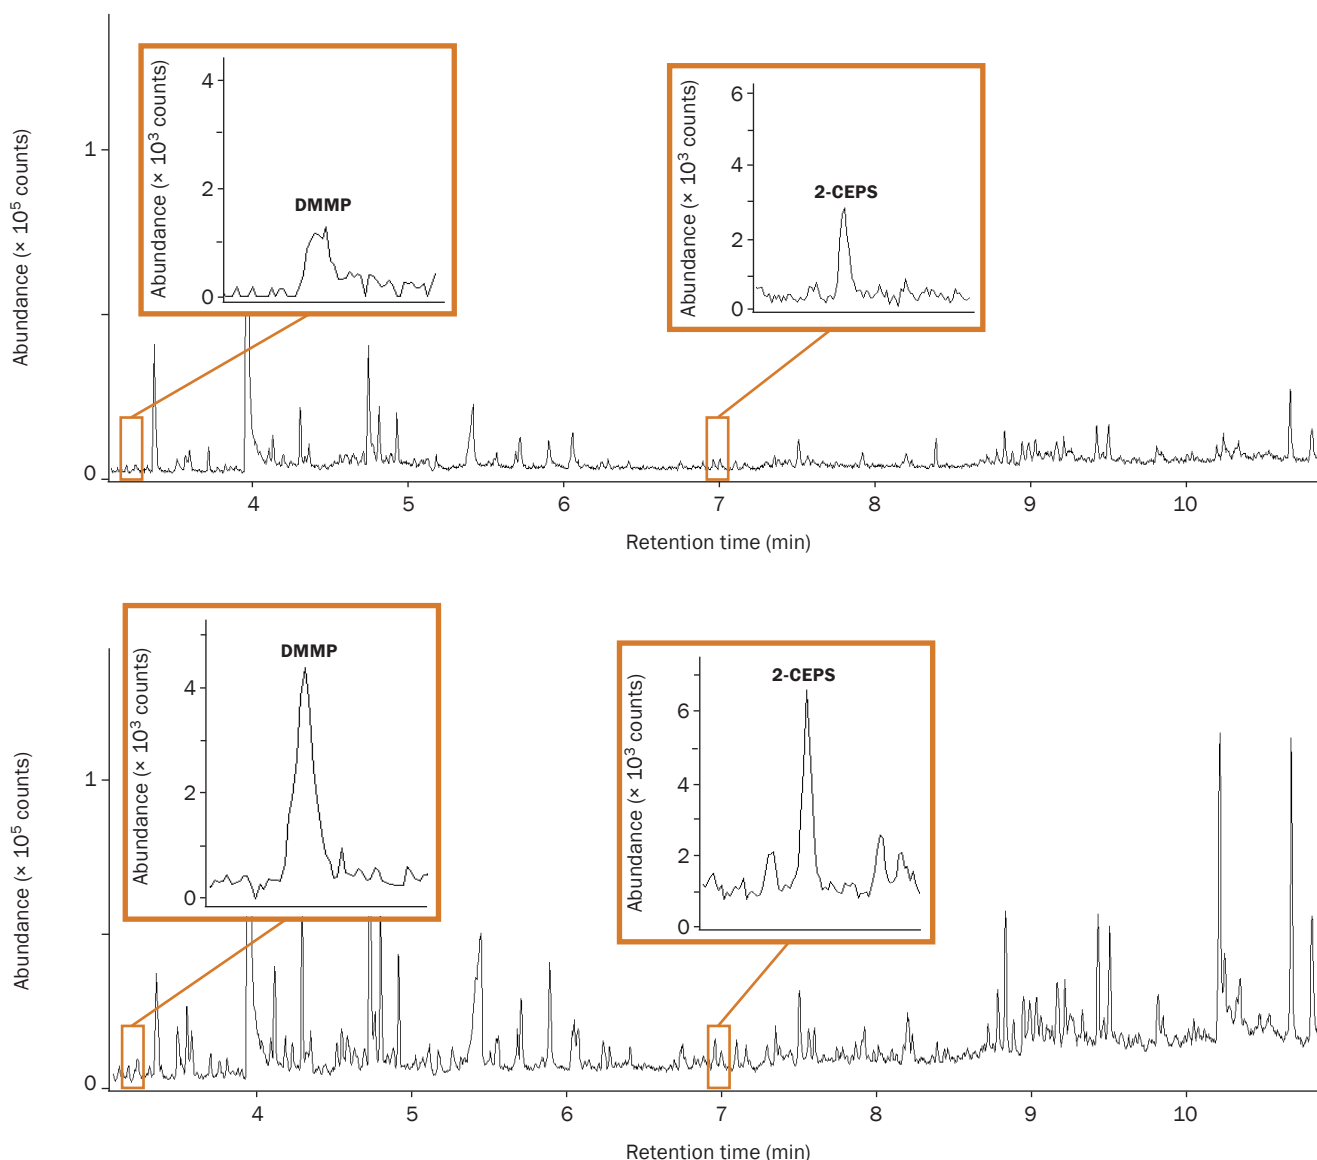 Abundance (× 10⁵ counts)
1
0
Abundance (× 10³ counts)
4
2
0
DMMP
Abundance (× 10³ counts)
6
4
2
0
2-CEPS
4 5 6 7 8 9 10
Retention time (min)
Abundance (× 10⁵ counts)
1
0
Abundance (× 10³ counts)
4
2
0
DMMP
Abundance (× 10³ counts)
6
4
2
0
2-CEPS
4 5 6 7 8 9 10
Retention time (min)